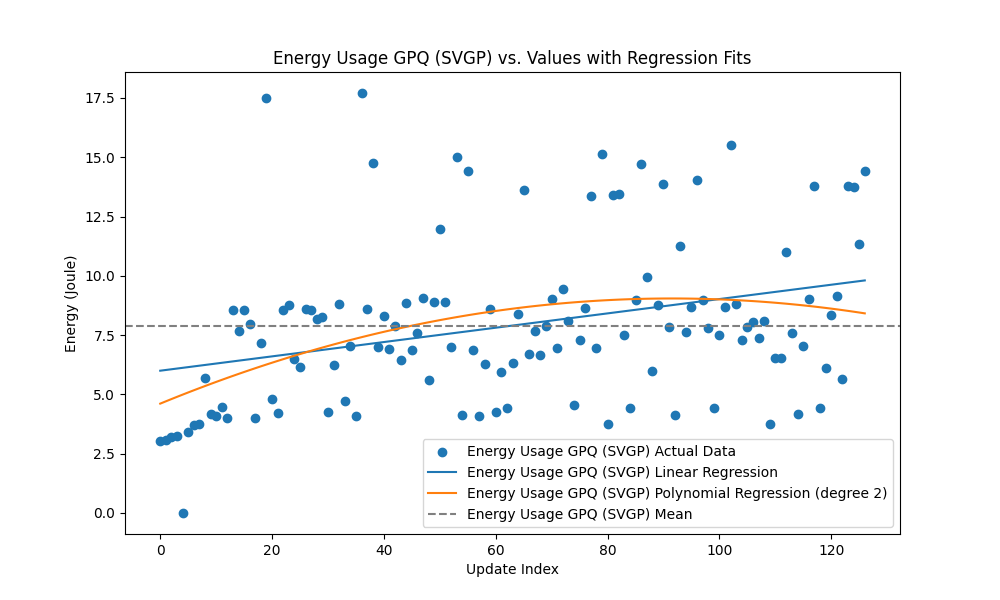 Energy Usage GPQ (SVGP) vs. Values with Regression Fits
17.5
15.0
12.5
10.0
7.5
5.0
2.5
0.0
Energy (Joule)
Energy Usage GPQ (SVGP) Actual Data
Energy Usage GPQ (SVGP) Linear Regression
Energy Usage GPQ (SVGP) Polynomial Regression (degree 2)
Energy Usage GPQ (SVGP) Mean
0 20 40 60 80 100 120
Update Index